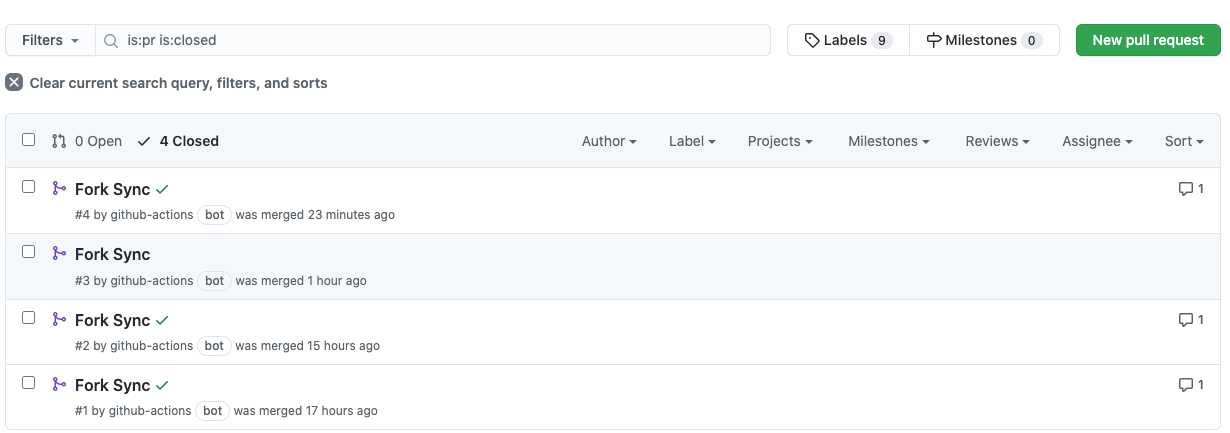 Filters is:pr is:closed Labels 9 Milestones 0 New pull request
Clear current search query, filters, and sorts
0 Open 4 Closed Author Label Projects Milestones Reviews Assignee Sort
Fork Sync 1
#4 by github-actions bot was merged 23 minutes ago
Fork Sync
#3 by github-actions bot was merged 1 hour ago
Fork Sync 1
#2 by github-actions bot was merged 15 hours ago
Fork Sync 1
#1 by github-actions bot was merged 17 hours ago